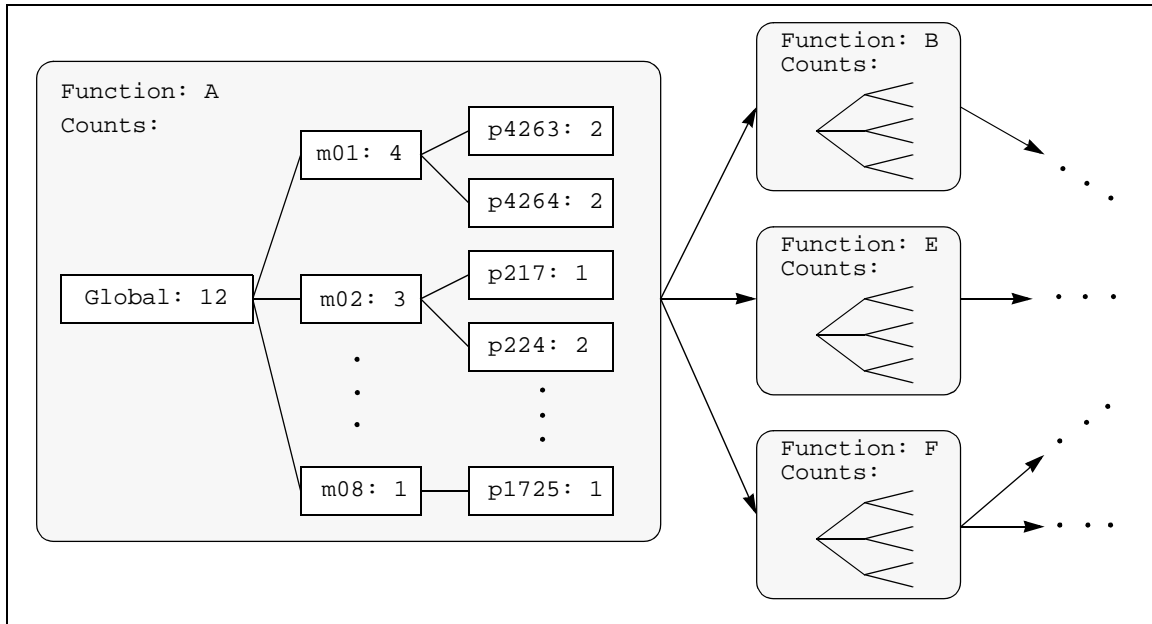 Function: A
Counts:
Global: 12
m01: 4
p4263: 2
p4264: 2
m02: 3
p217: 1
p224: 2
m08: 1
p1725: 1
Function: B
Counts:
Function: E
Counts:
Function: F
Counts: